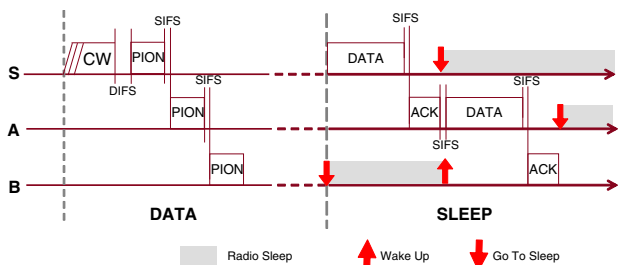 SIFS
SIFS
CW
PION
DATA
S
DIFS
SIFS
SIFS
PION
ACK
DATA
A
SIFS
PION
ACK
B
DATA
SLEEP
Radio Sleep
Wake Up
Go To Sleep